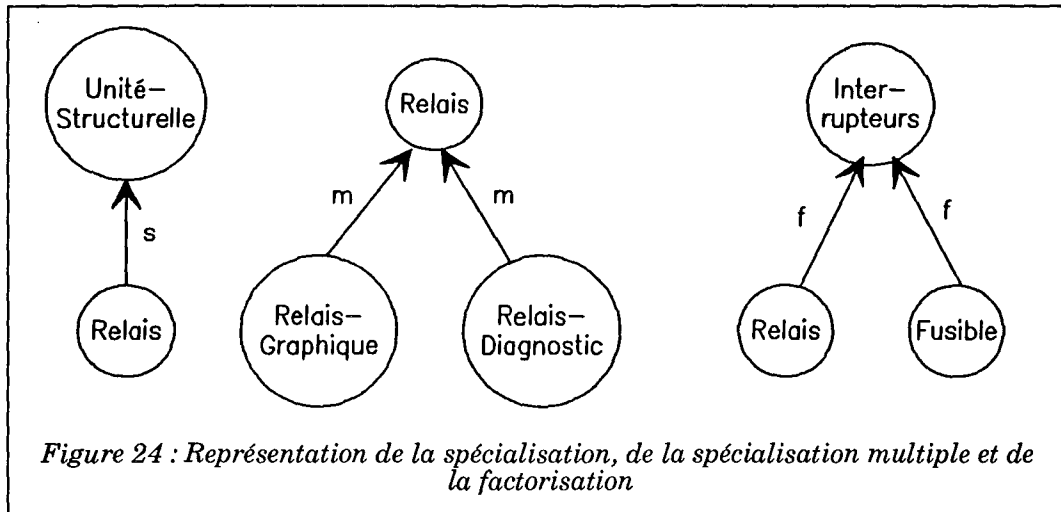 Unité-
Structurelle
s
Relais
Relais
m
m
Relais-
Graphique
Relais-
Diagnostic
Inter-
rupteurs
f
f
Relais
Fusible
Figure 24 : Représentation de la spécialisation, de la spécialisation multiple et de
la factorisation